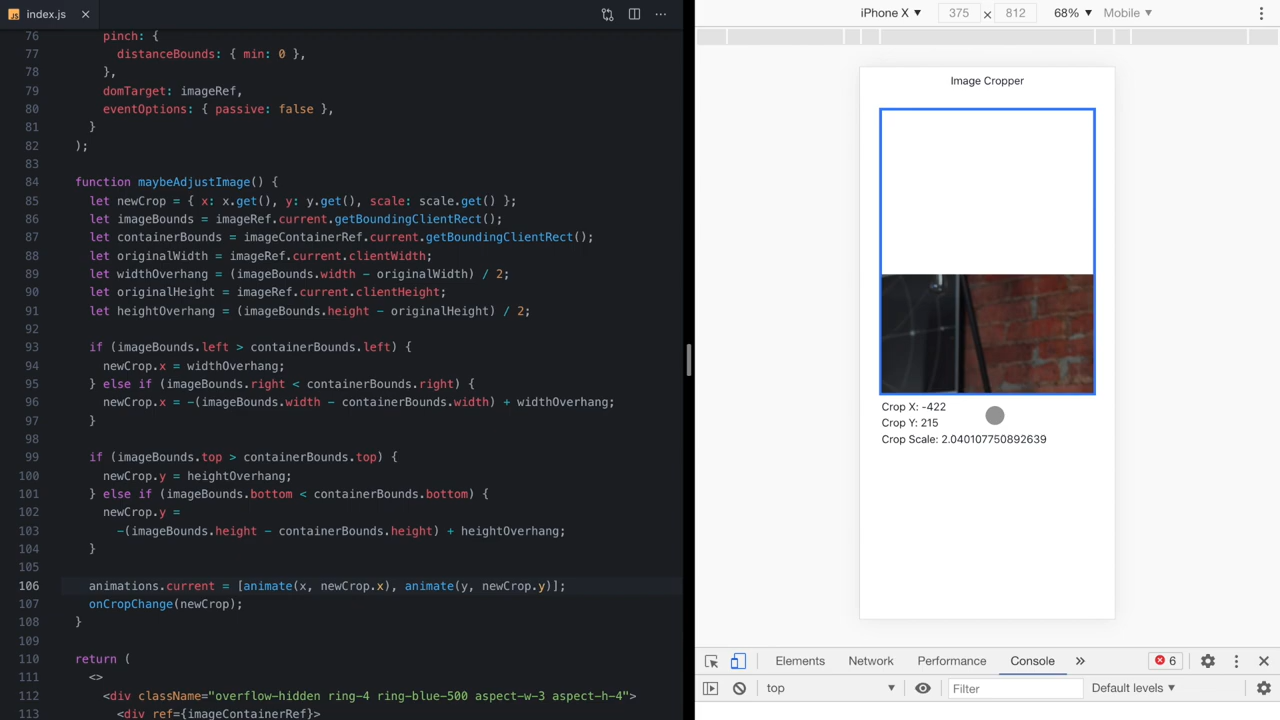 index.js
76 pinch: {
77 distanceBounds: { min: 0 },
78 },
79 domTarget: imageRef,
80 eventOptions: { passive: false },
81 }
82 );
83
84 function maybeAdjustImage() {
85 let newCrop = { x: x.get(), y: y.get(), scale: scale.get() };
86 let imageBounds = imageRef.current.getBoundingClientRect();
87 let containerBounds = imageContainerRef.current.getBoundingClientRect();
88 let originalWidth = imageRef.current.clientWidth;
89 let widthOverhang = (imageBounds.width - originalWidth) / 2;
90 let originalHeight = imageRef.current.clientHeight;
91 let heightOverhang = (imageBounds.height - originalHeight) / 2;
92
93 if (imageBounds.left > containerBounds.left) {
94 newCrop.x = widthOverhang;
95 } else if (imageBounds.right < containerBounds.right) {
96 newCrop.x = -(imageBounds.width - containerBounds.width) + widthOverhang;
97 }
98
99 if (imageBounds.top > containerBounds.top) {
100 newCrop.y = heightOverhang;
101 } else if (imageBounds.bottom < containerBounds.bottom) {
102 newCrop.y =
103 -(imageBounds.height - containerBounds.height) + heightOverhang;
104 }
105
106 animations.current = [animate(x, newCrop.x), animate(y, newCrop.y)];
107 onCropChange(newCrop);
108 }
109
110 return (
111 <>
112 <div className="overflow-hidden ring-4 ring-blue-500 aspect-w-3 aspect-h-4">
113 <div ref={imageContainerRef}>
iPhone X ▼ 375 × 812 68% ▼ Mobile ▼
Image Cropper
Crop X: -422
Crop Y: 215
Crop Scale: 2.040107750892639
Elements Network Performance Console » 6
top ▼ Filter Default levels ▼